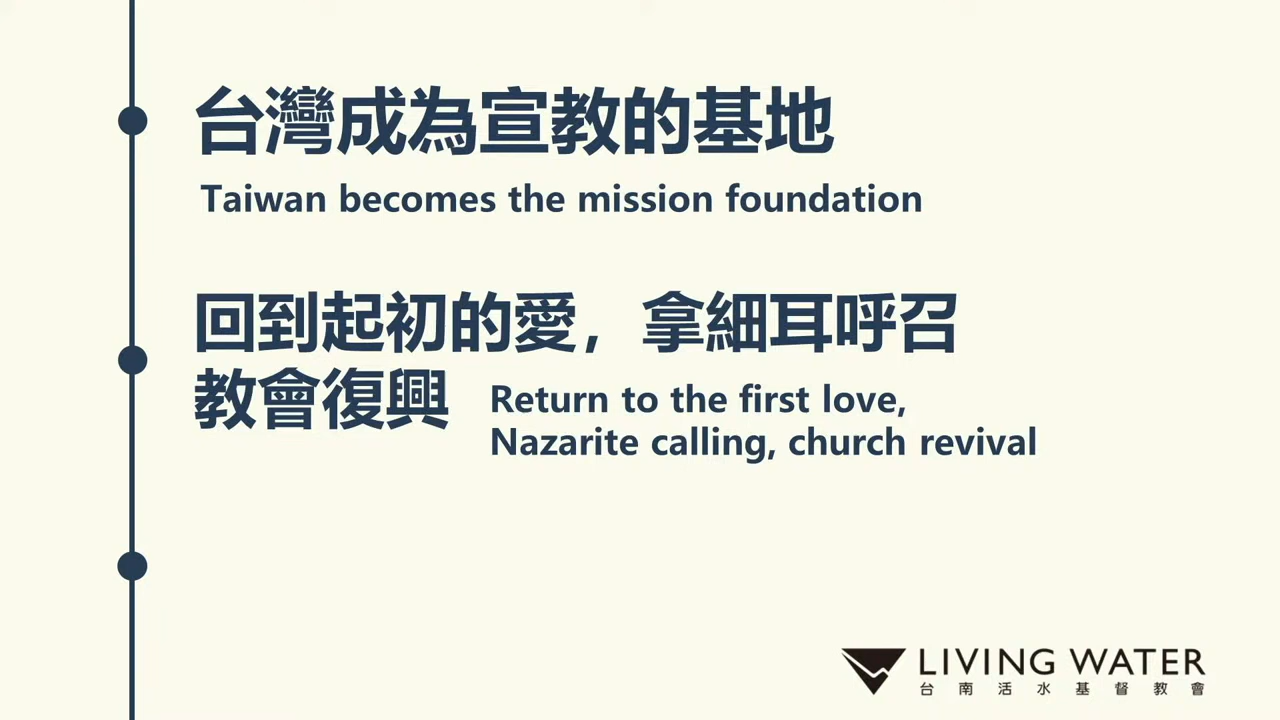 台灣成為宣教的基地
Taiwan becomes the mission foundation
回到起初的愛，拿細耳呼召
教會復興
Return to the first love,
Nazarite calling, church revival
LIVING WATER
台南活水基督教會